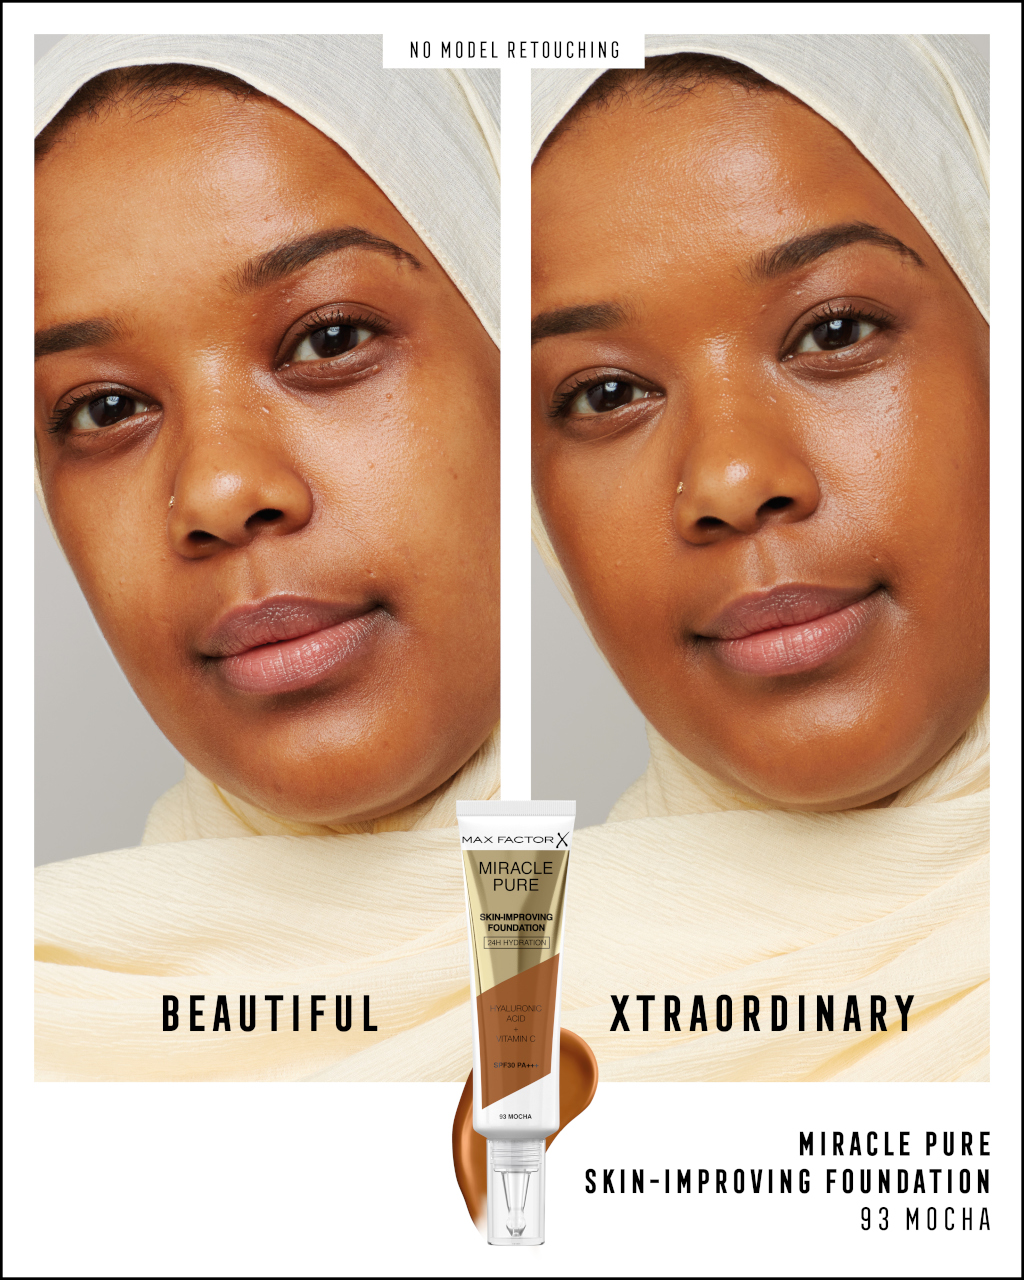 NO MODEL RETOUCHING
MAX FACTOR X
MIRACLE
PURE
SKIN-IMPROVING
FOUNDATION
24H HYDRATION
HYALURONIC
ACID
+
VITAMIN C
SPF30 PA+++
93 MOCHA
BEAUTIFUL
XTRAORDINARY
MIRACLE PURE
SKIN-IMPROVING FOUNDATION
93 MOCHA